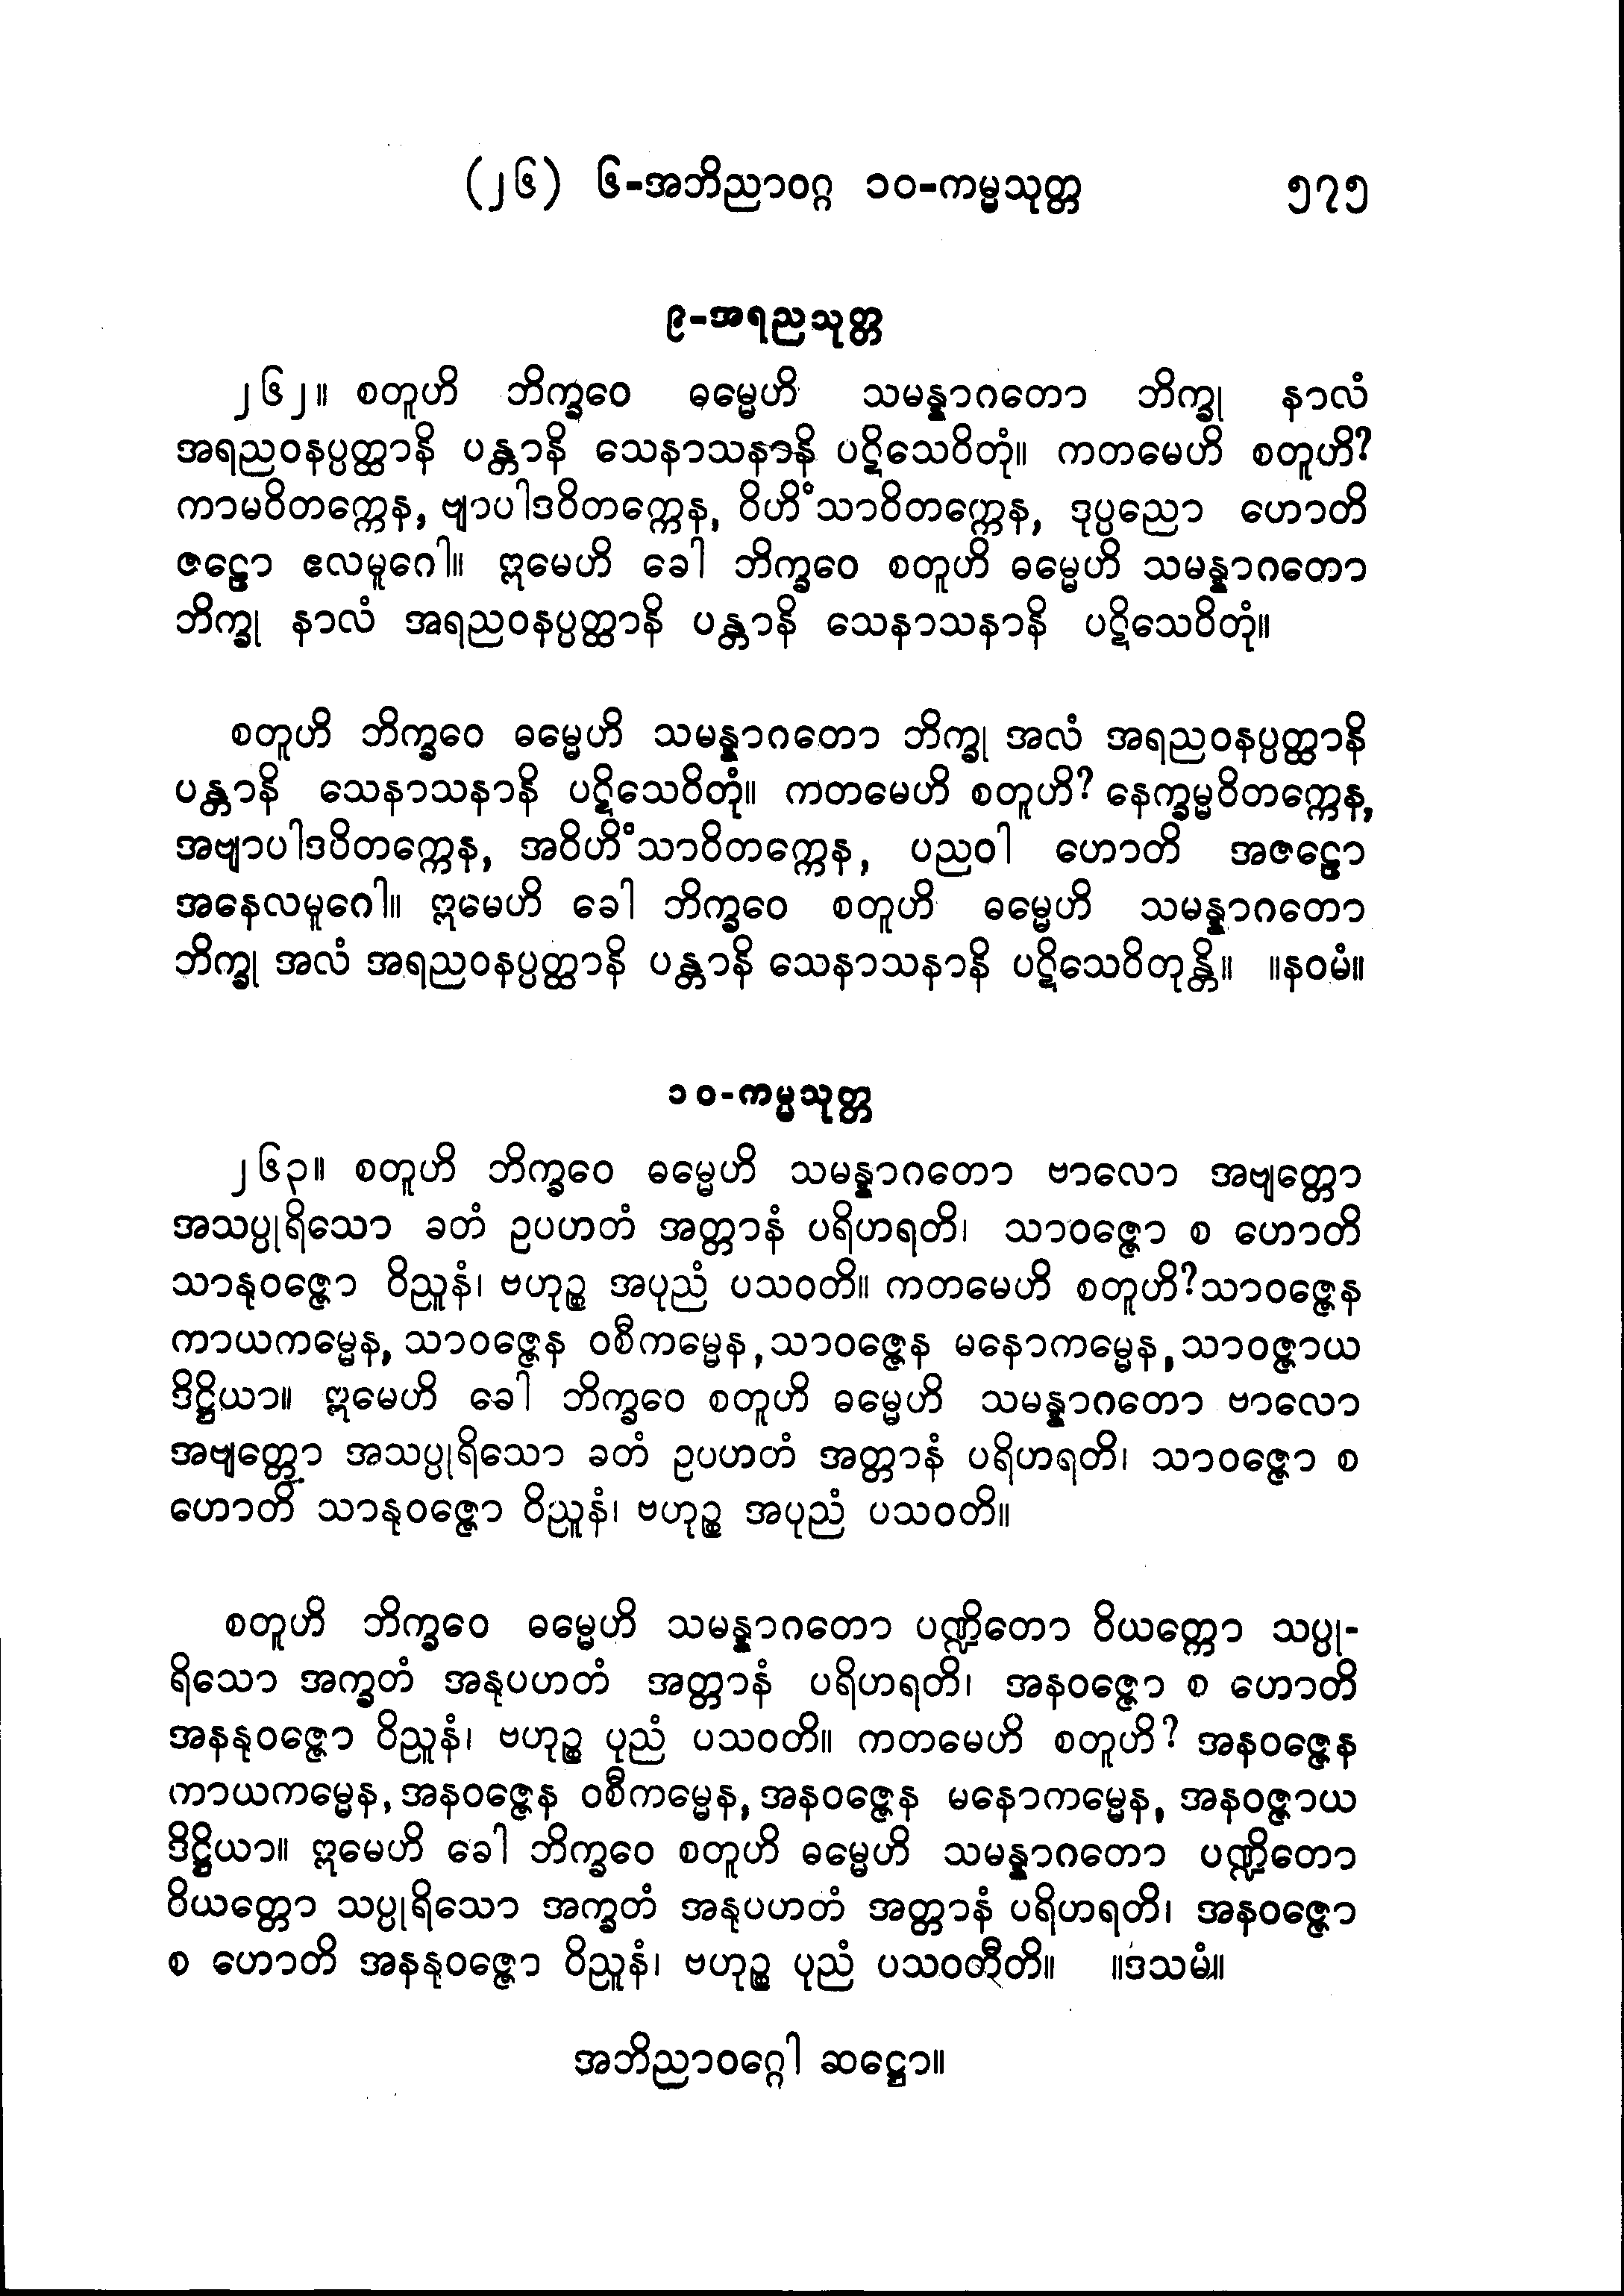 (၂၆) ၆-အဘိညာဝဂ္ဂ ၁၀-ကမ္မသုတ္တ ၅၇၅
၉-အရညသုတ္တ
၂၆၂။ စတူဟိ ဘိက္ခဝေ ဓမ္မေဟိ သမန္နာဂတော ဘိက္ခု နာလံ
အရညဝနပ္ပတ္ထာနိ ပန္တာနိ သေနာသနာနိ ပဋိသေဝိတုံ။ ကတမေဟိ စတူဟိ?
ကာမဝိတက္ကေန, ဗျာပါဒဝိတက္ကေန, ဝိဟိံသာဝိတက္ကေန, ဒုပ္ပညော ဟောတိ
ဇဠော ဧလမူဂေါ။ ဣမေဟိ ခေါ ဘိက္ခဝေ စတူဟိ ဓမ္မေဟိ သမန္နာဂတော
ဘိက္ခု နာလံ အရညဝနပ္ပတ္ထာနိ ပန္တာနိ သေနာသနာနိ ပဋိသေဝိတုံ။
စတူဟိ ဘိက္ခဝေ ဓမ္မေဟိ သမန္နာဂတော ဘိက္ခု အလံ အရညဝနပ္ပတ္ထာနိ
ပန္တာနိ သေနာသနာနိ ပဋိသေဝိတုံ။ ကတမေဟိ စတူဟိ? နေက္ခမ္မဝိတက္ကေန,
အဗျာပါဒဝိတက္ကေန, အဝိဟိံသာဝိတက္ကေန, ပညဝါ ဟောတိ အဇဠော
အနေလမူဂေါ။ ဣမေဟိ ခေါ ဘိက္ခဝေ စတူဟိ ဓမ္မေဟိ သမန္နာဂတော
ဘိက္ခု အလံ အရညဝနပ္ပတ္ထာနိ ပန္တာနိ သေနာသနာနိ ပဋိသေဝိတုန္တိ။ ။နဝမံ။
၁၀-ကမ္မသုတ္တ
၂၆၃။ စတူဟိ ဘိက္ခဝေ ဓမ္မေဟိ သမန္နာဂတော ဗာလော အဗျတ္တော
အသပ္ပုရိသော ခတံ ဥပဟတံ အတ္တာနံ ပရိဟရတိ၊ သာဝဇ္ဇော စ ဟောတိ
သာနုဝဇ္ဇော ဝိညူနံ၊ ဗဟုဉ္စ အပုညံ ပသဝတိ။ ကတမေဟိ စတူဟိ?သာဝဇ္ဇေန
ကာယကမ္မေန, သာဝဇ္ဇေန ဝစီကမ္မေန,သာဝဇ္ဇေန မနောကမ္မေန,သာဝဇ္ဇာယ
ဒိဋ္ဌိယာ။ ဣမေဟိ ခေါ ဘိက္ခဝေ စတူဟိ ဓမ္မေဟိ သမန္နာဂတော ဗာလော
အဗျတ္တော အသပ္ပုရိသော ခတံ ဥပဟတံ အတ္တာနံ ပရိဟရတိ၊ သာဝဇ္ဇော စ
ဟောတိ သာနုဝဇ္ဇော ဝိညူနံ၊ ဗဟုဉ္စ အပုညံ ပသဝတိ။
စတူဟိ ဘိက္ခဝေ ဓမ္မေဟိ သမန္နာဂတော ပဏ္ဍိတော ဝိယတ္တော သပ္ပု-
ရိသော အက္ခတံ အနုပဟတံ အတ္တာနံ ပရိဟရတိ၊ အနဝဇ္ဇော စ ဟောတိ
အနနုဝဇ္ဇော ဝိညူနံ၊ ဗဟုဉ္စ ပုညံ ပသဝတိ။ ကတမေဟိ စတူဟိ? အနဝဇ္ဇေန
ကာယကမ္မေန, အနဝဇ္ဇေန ဝစီကမ္မေန, အနဝဇ္ဇေန မနောကမ္မေန, အနဝဇ္ဇာယ
ဒိဋ္ဌိယာ။ ဣမေဟိ ခေါ ဘိက္ခဝေ စတူဟိ ဓမ္မေဟိ သမန္နာဂတော ပဏ္ဍိတော
ဝိယတ္တော သပ္ပုရိသော အက္ခတံ အနုပဟတံ အတ္တာနံ ပရိဟရတိ၊ အနဝဇ္ဇော
စ ဟောတိ အနနုဝဇ္ဇော ဝိညူနံ၊ ဗဟုဉ္စ ပုညံ ပသဝတီတိ။ ။ဒသမံ။
အဘိညာဝဂ္ဂေါ ဆဋ္ဌော။